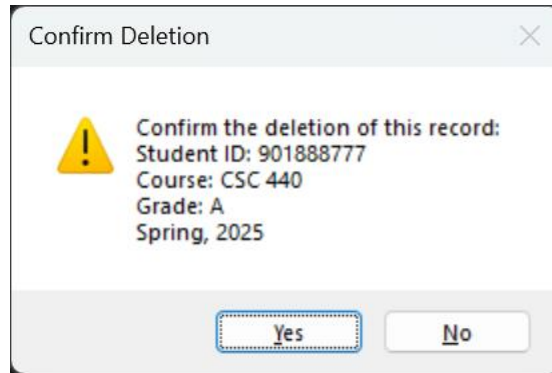 Confirm Deletion
Confirm the deletion of this record:
Student ID: 901888777
Course: CSC 440
Grade: A
Spring, 2025
Yes
No